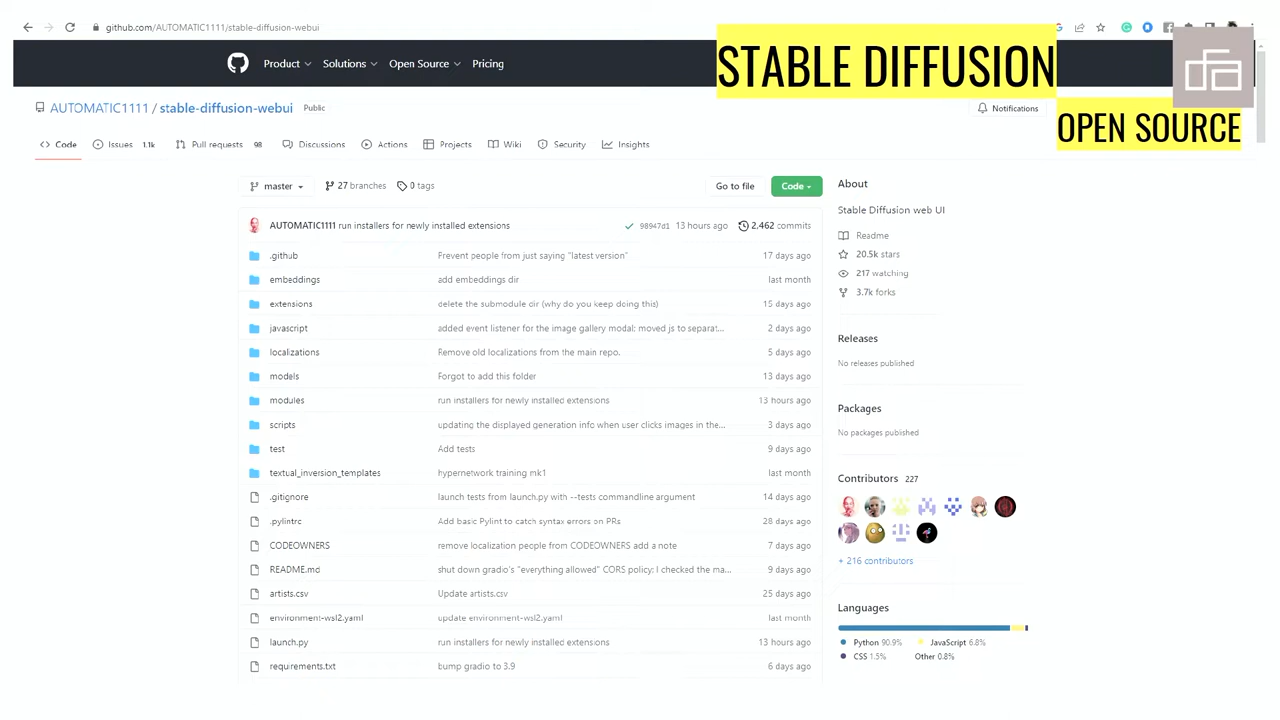 github.com/AUTOMATIC1111/stable-diffusion-webui
STABLE DIFFUSION
OPEN SOURCE
Product Solutions Open Source Pricing
AUTOMATIC1111 / stable-diffusion-webui Public
Notifications
Code Issues 1.1k Pull requests 98 Discussions Actions Projects Wiki Security Insights
master 27 branches 0 tags Go to file Code
AUTOMATIC1111 run installers for newly installed extensions 98947d1 13 hours ago 2,462 commits
.github Prevent people from just saying "latest version" 17 days ago
embeddings add embeddings dir last month
extensions delete the submodule dir (why do you keep doing this) 15 days ago
javascript added event listener for the image gallery modal; moved js to separat... 2 days ago
localizations Remove old localizations from the main repo. 5 days ago
models Forgot to add this folder 13 days ago
modules run installers for newly installed extensions 13 hours ago
scripts updating the displayed generation info when user clicks images in the... 3 days ago
test Add tests 9 days ago
textual_inversion_templates hypernetwork training mk1 last month
.gitignore launch tests from launch.py with --tests commandline argument 14 days ago
.pylintrc Add basic Pylint to catch syntax errors on PRs 28 days ago
CODEOWNERS remove localization people from CODEOWNERS add a note 7 days ago
README.md shut down gradio's "everything allowed" CORS policy; I checked the ma... 9 days ago
artists.csv Update artists.csv 25 days ago
environment-wsl2.yaml update environment-wsl2.yaml last month
launch.py run installers for newly installed extensions 13 hours ago
requirements.txt bump gradio to 3.9 6 days ago
About
Stable Diffusion web UI
Readme
20.5k stars
217 watching
3.7k forks
Releases
No releases published
Packages
No packages published
Contributors 227
+ 216 contributors
Languages
Python 90.9% JavaScript 6.8%
CSS 1.5% Other 0.8%